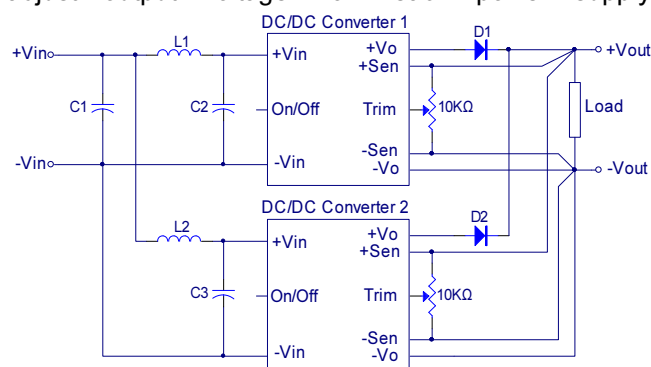 DC/DC Converter 1
L1
+Vin
+Vin
+Vo
D1
+Vout
+Sen
C1
C2
On/Off
Trim
10KΩ
Load
-Sen
-Vin
-Vin
-Vo
-Vout
DC/DC Converter 2
L2
+Vin
+Vo
D2
+Sen
C3
On/Off
Trim
10KΩ
-Sen
-Vin
-Vo